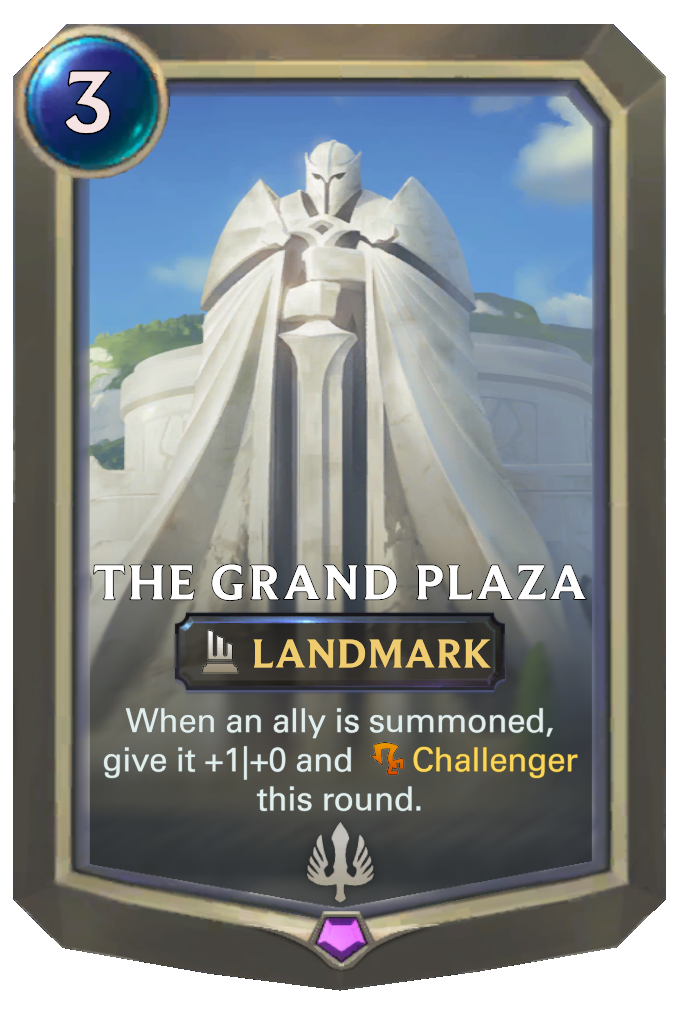 3
THE GRAND PLAZA
LANDMARK
When an ally is summoned,
give it +1|+0 and Challenger
this round.